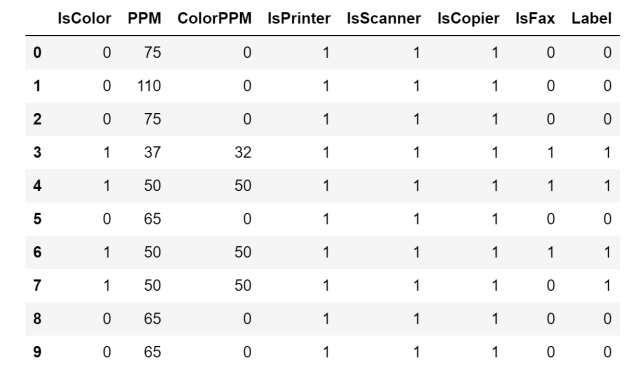 IsColor PPM ColorPPM IsPrinter IsScanner IsCopier IsFax Label
0 0 75 0 1 1 1 0 0
1 0 110 0 1 1 1 0 0
2 0 75 0 1 1 1 0 0
3 1 37 32 1 1 1 1 1
4 1 50 50 1 1 1 1 1
5 0 65 0 1 1 1 0 0
6 1 50 50 1 1 1 1 1
7 1 50 50 1 1 1 0 1
8 0 65 0 1 1 1 0 0
9 0 65 0 1 1 1 0 0